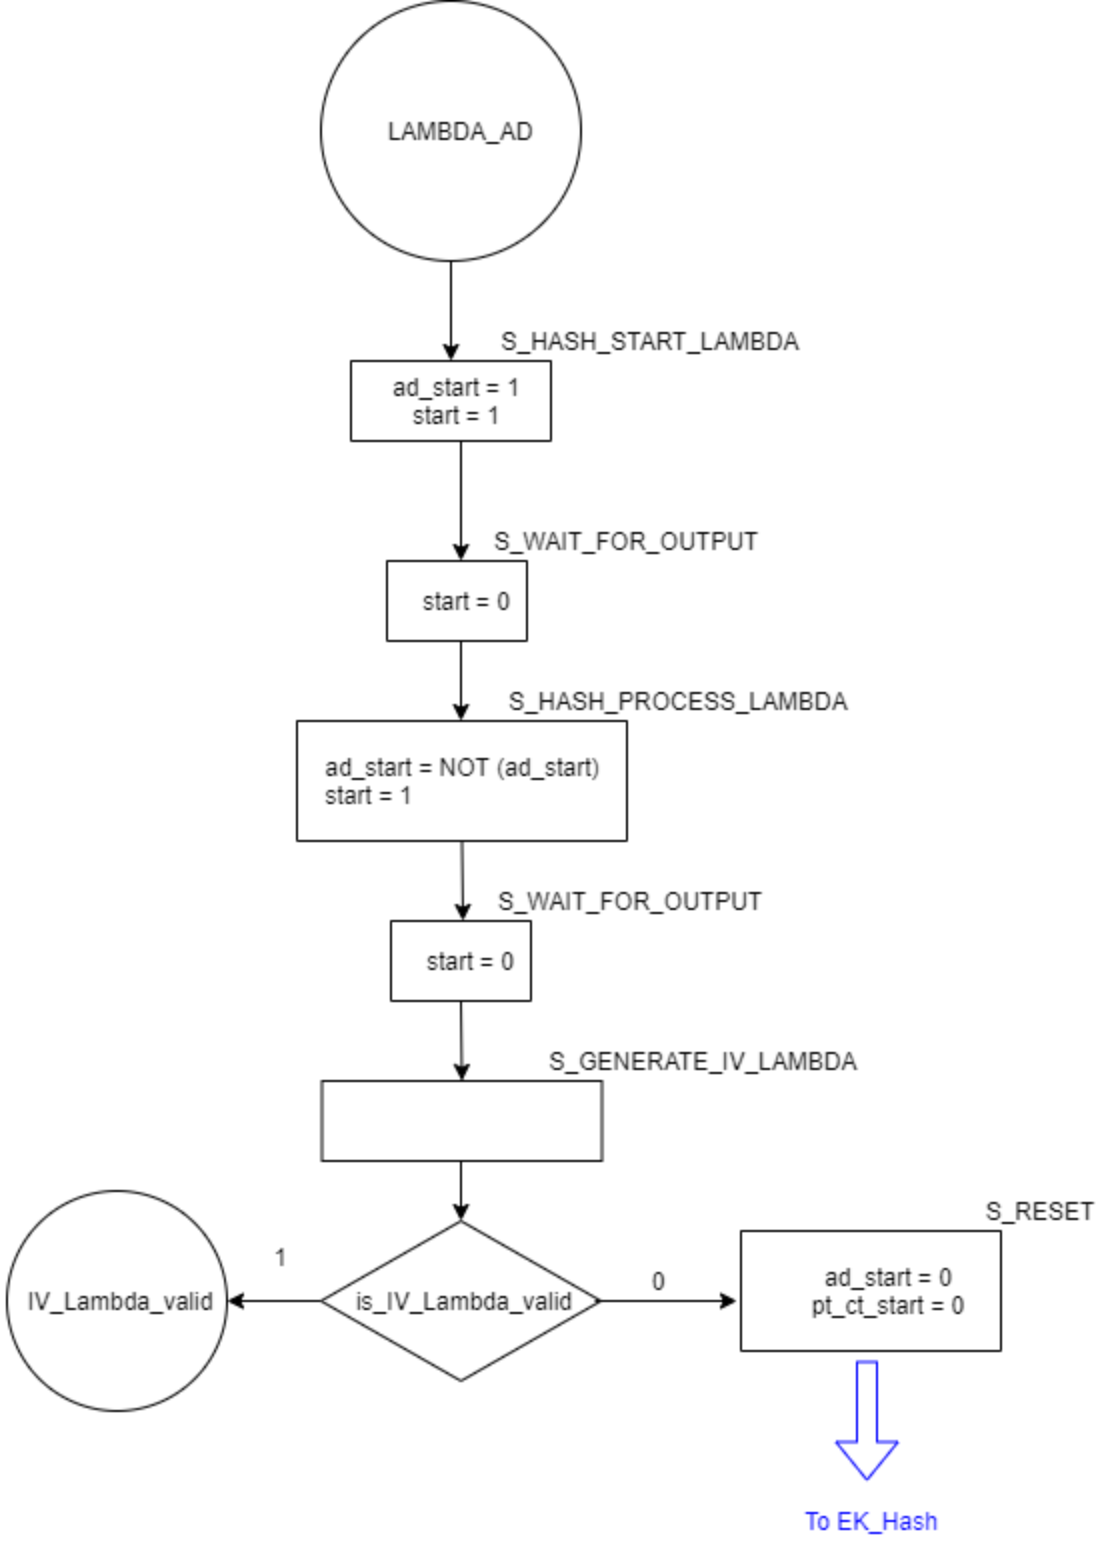 LAMBDA_AD
S_HASH_START_LAMBDA
ad_start = 1
start = 1
S_WAIT_FOR_OUTPUT
start = 0
S_HASH_PROCESS_LAMBDA
ad_start = NOT (ad_start)
start = 1
S_WAIT_FOR_OUTPUT
start = 0
S_GENERATE_IV_LAMBDA
is_IV_Lambda_valid
1
IV_Lambda_valid
0
S_RESET
ad_start = 0
pt_ct_start = 0
To EK_Hash